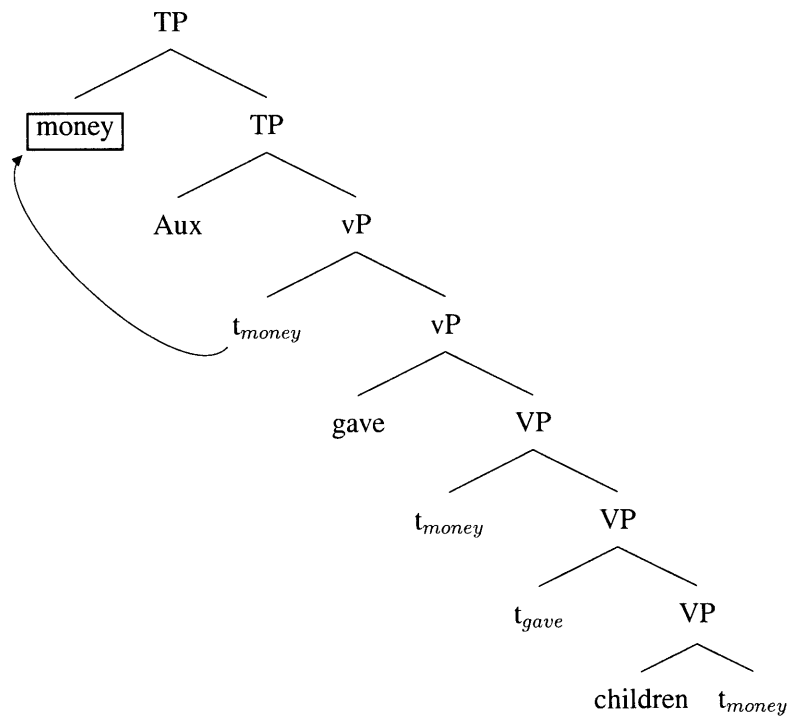 TP
money TP
Aux vP
t_money vP
gave VP
t_money VP
t_gave VP
children t_money